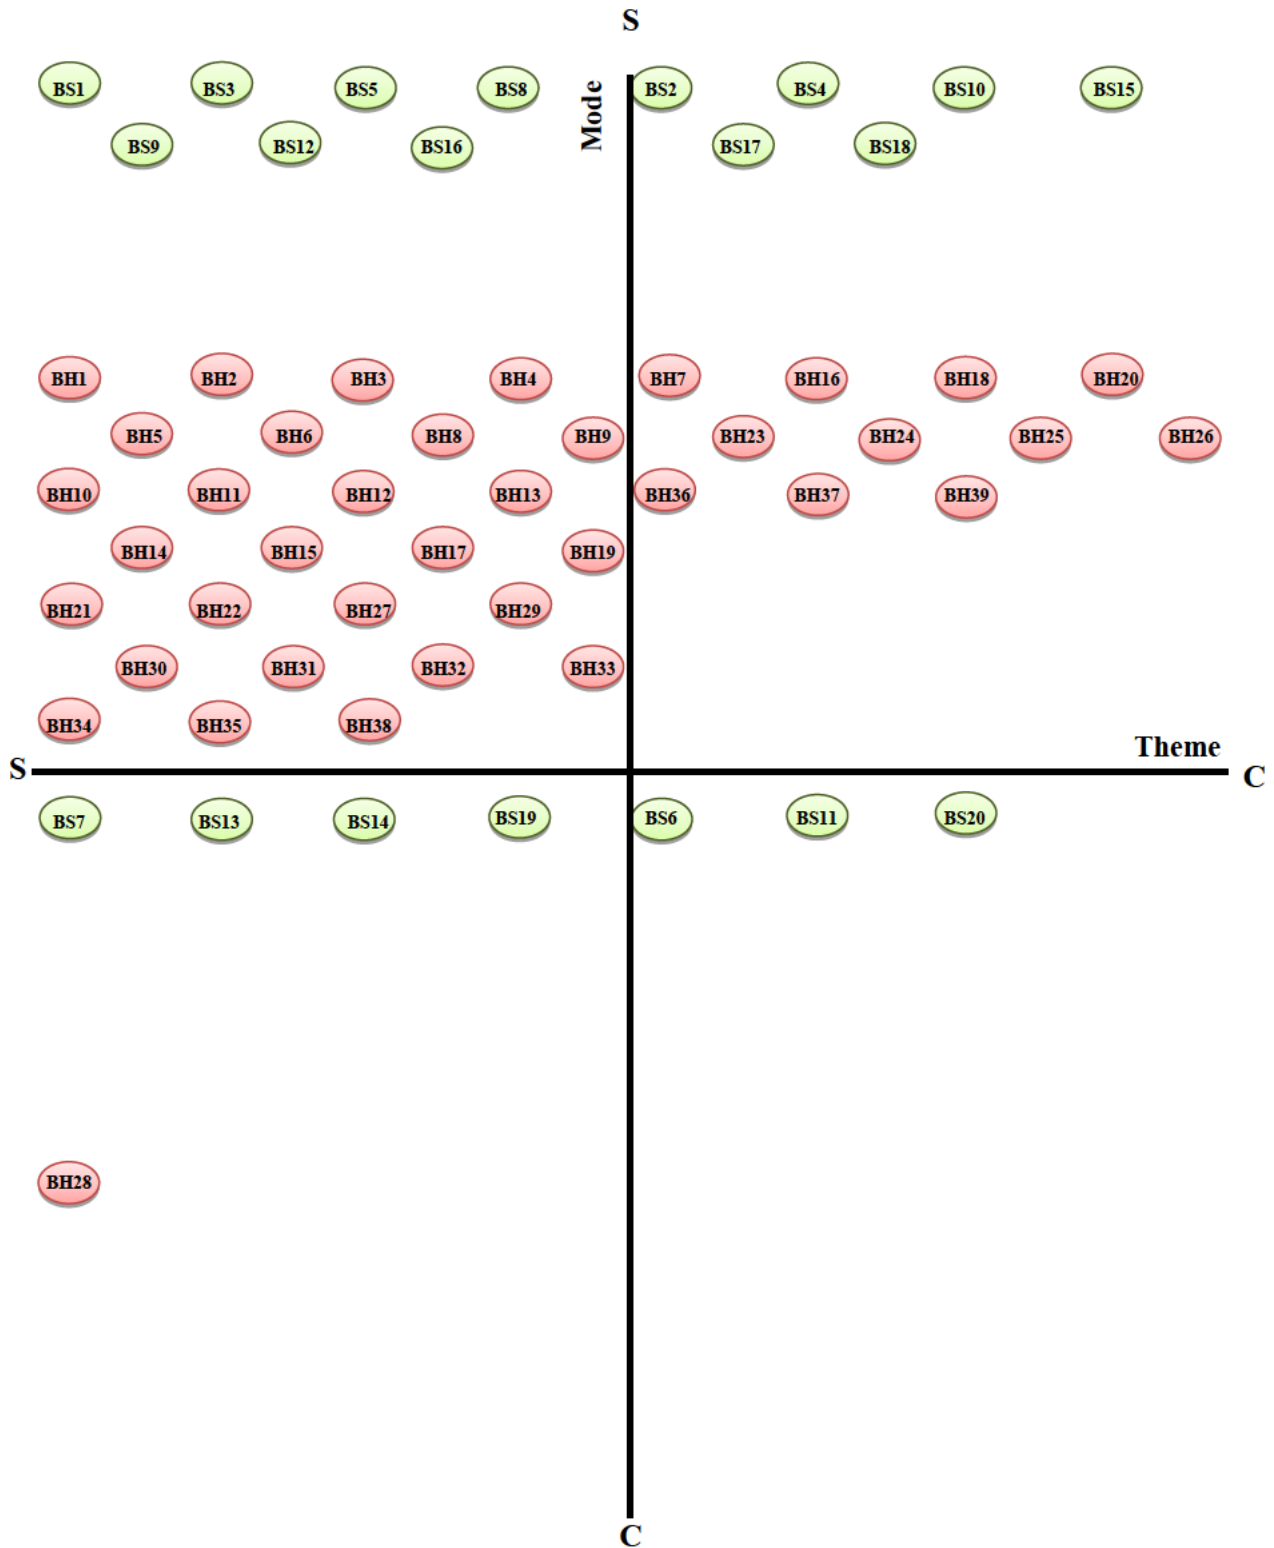 S
Mode
BS1 BS3 BS5 BS8 BS2 BS4 BS10 BS15
BS9 BS12 BS16 BS17 BS18
BH1 BH2 BH3 BH4 BH7 BH16 BH18 BH20
BH5 BH6 BH8 BH9 BH23 BH24 BH25 BH26
BH10 BH11 BH12 BH13 BH36 BH37 BH39
BH14 BH15 BH17 BH19
BH21 BH22 BH27 BH29
BH30 BH31 BH32 BH33
BH34 BH35 BH38
Theme
S C
BS7 BS13 BS14 BS19 BS6 BS11 BS20
BH28
C